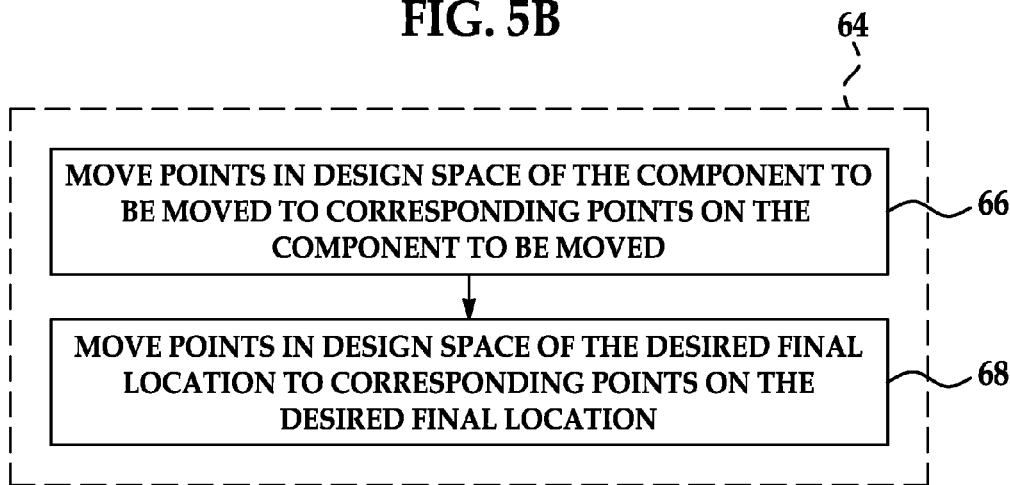 FIG. 5B
64
MOVE POINTS IN DESIGN SPACE OF THE COMPONENT TO
BE MOVED TO CORRESPONDING POINTS ON THE
COMPONENT TO BE MOVED
66
MOVE POINTS IN DESIGN SPACE OF THE DESIRED FINAL
LOCATION TO CORRESPONDING POINTS ON THE
DESIRED FINAL LOCATION
68